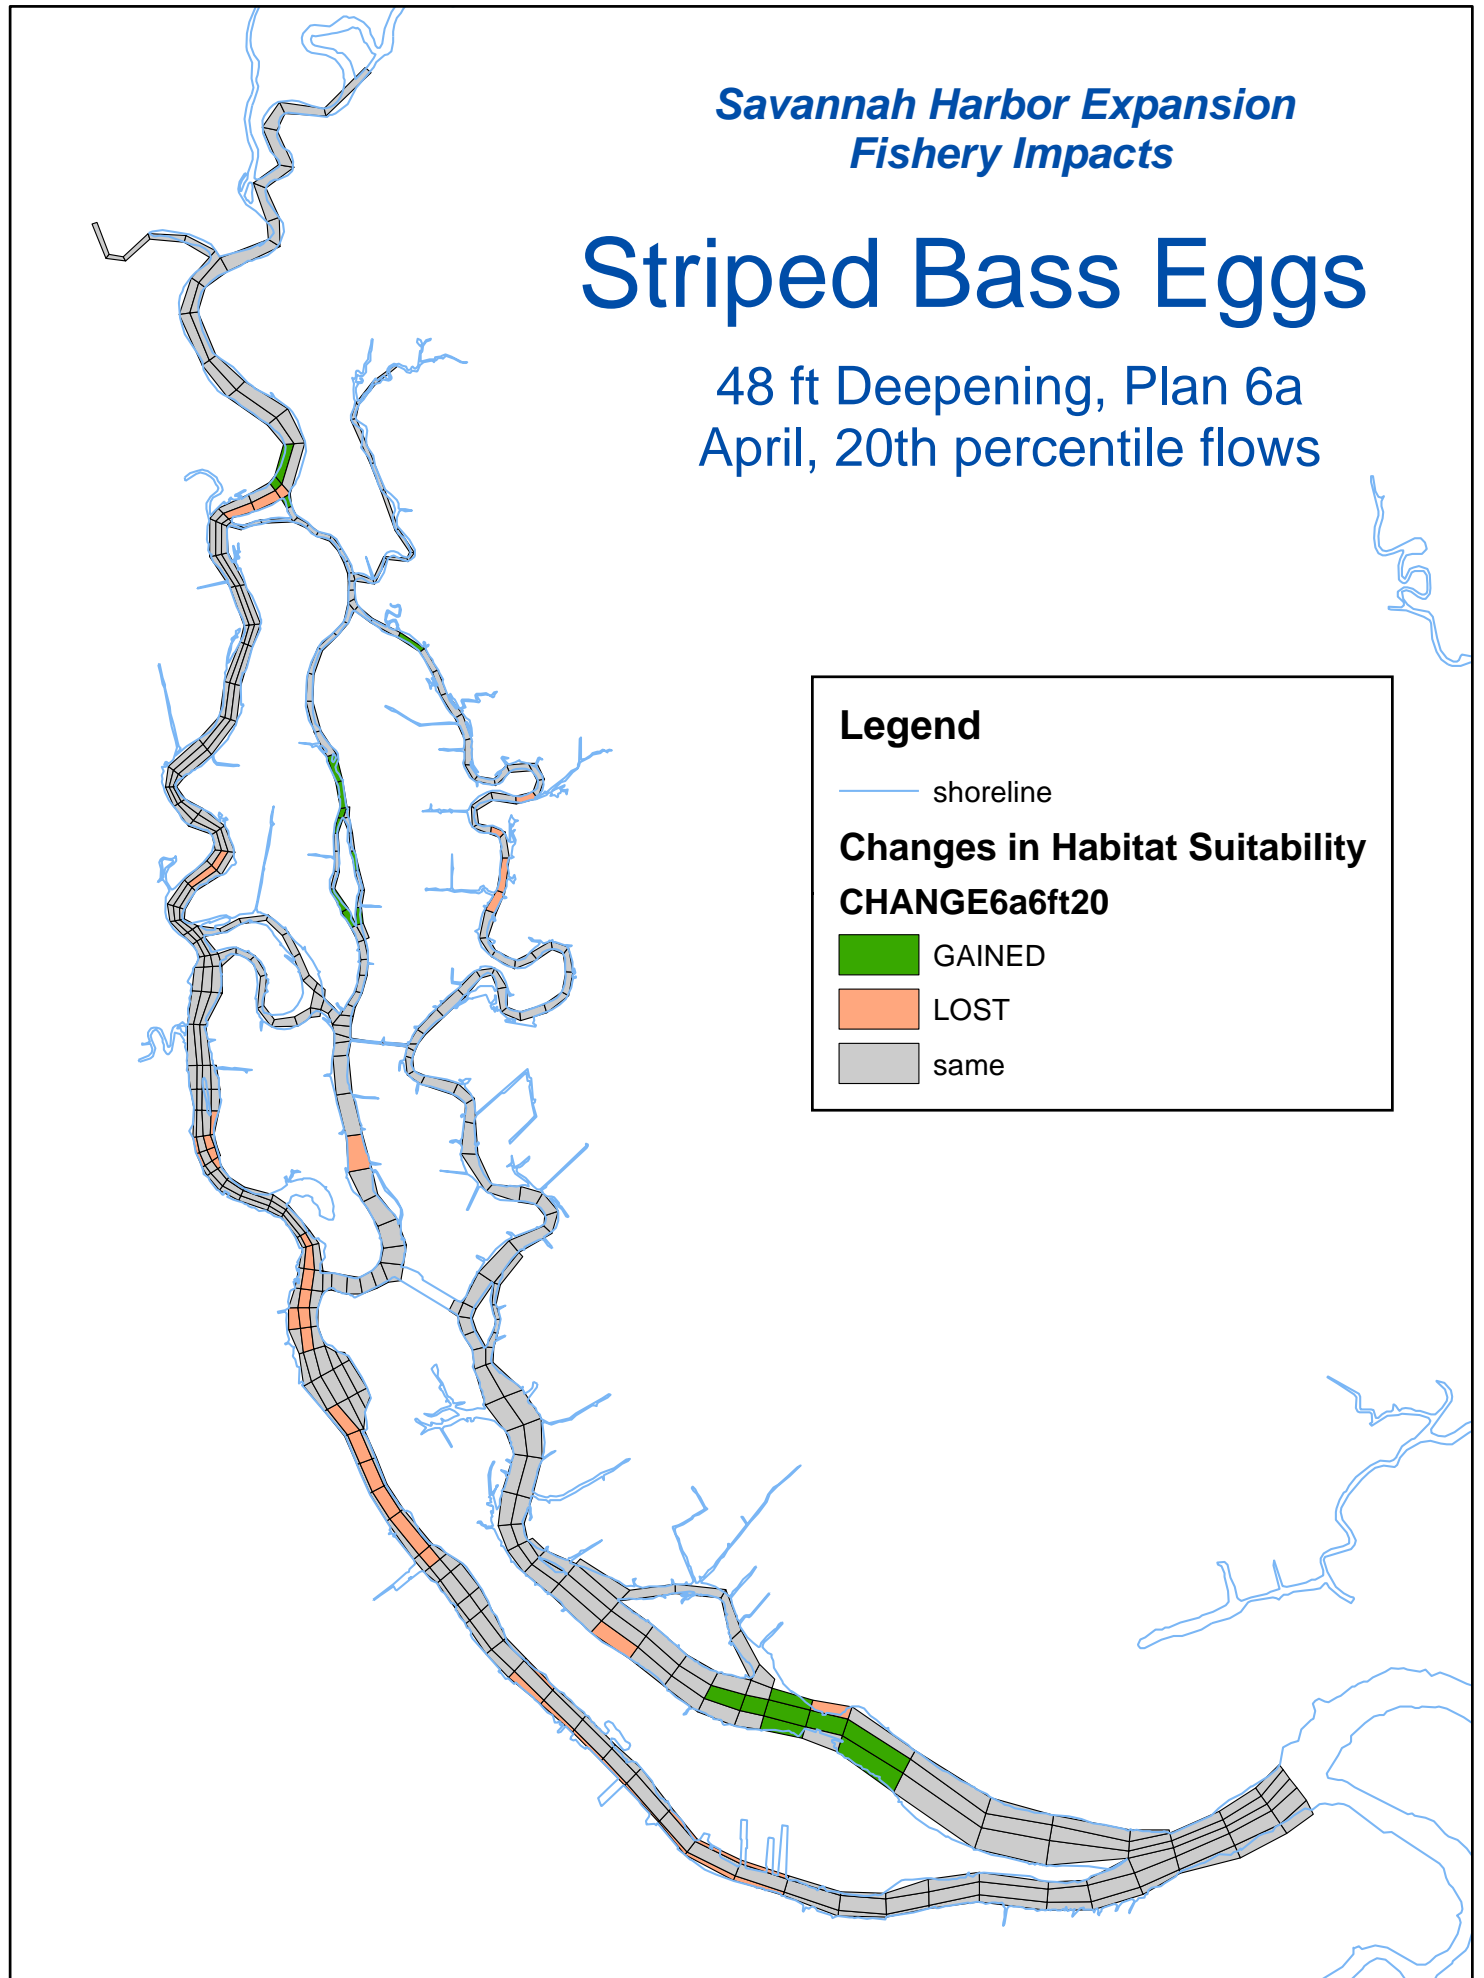 Savannah Harbor Expansion
Fishery Impacts
Striped Bass Eggs
48 ft Deepening, Plan 6a
April, 20th percentile flows
Legend
shoreline
Changes in Habitat Suitability
CHANGE6a6ft20
GAINED
LOST
same